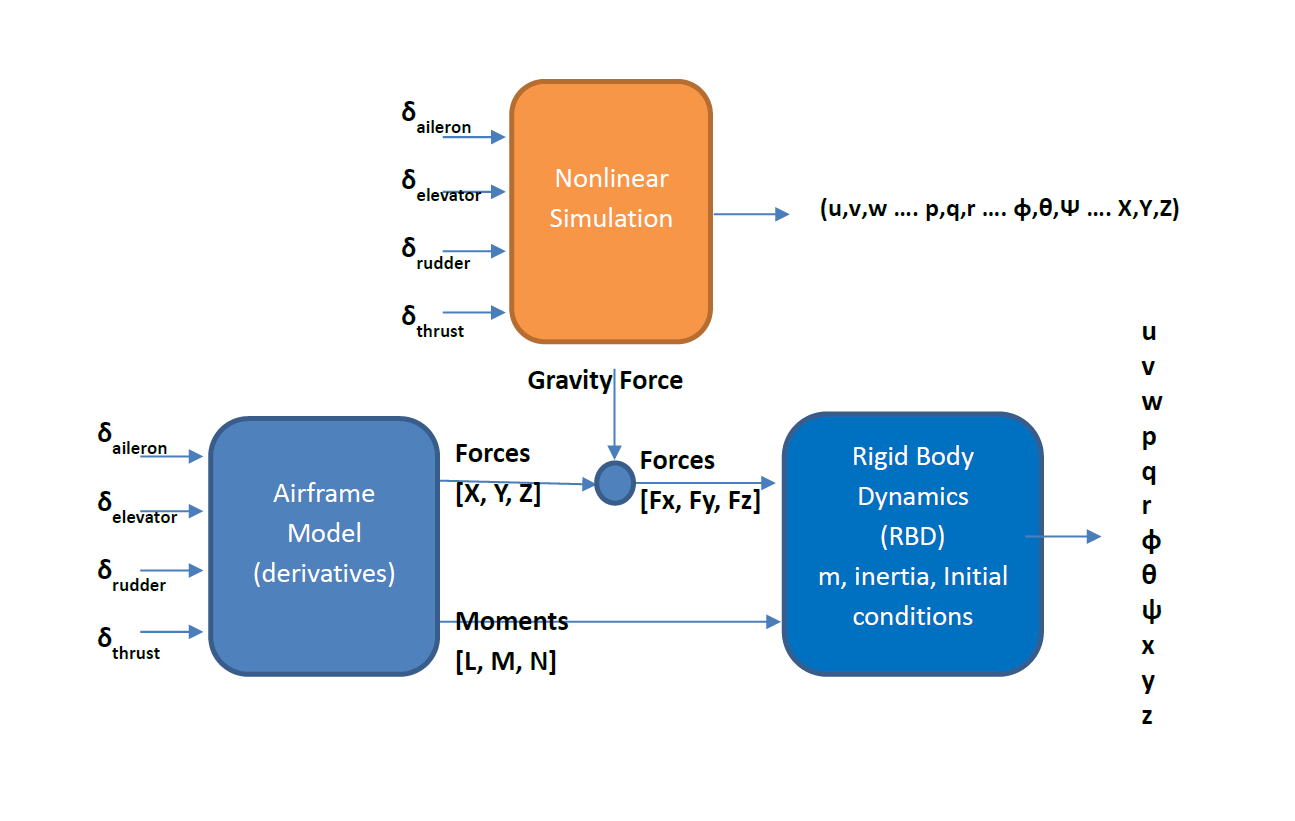 δaileron
δelevator
δrudder
δthrust
Nonlinear
Simulation
(u,v,w .... p,q,r .... ϕ,θ,Ψ .... X,Y,Z)
Gravity Force
δaileron
δelevator
δrudder
δthrust
Airframe
Model
(derivatives)
Forces
[X, Y, Z]
Moments
[L, M, N]
Forces
[Fx, Fy, Fz]
Rigid Body
Dynamics
(RBD)
m, inertia, Initial
conditions
u
v
w
p
q
r
ϕ
θ
ψ
x
y
z